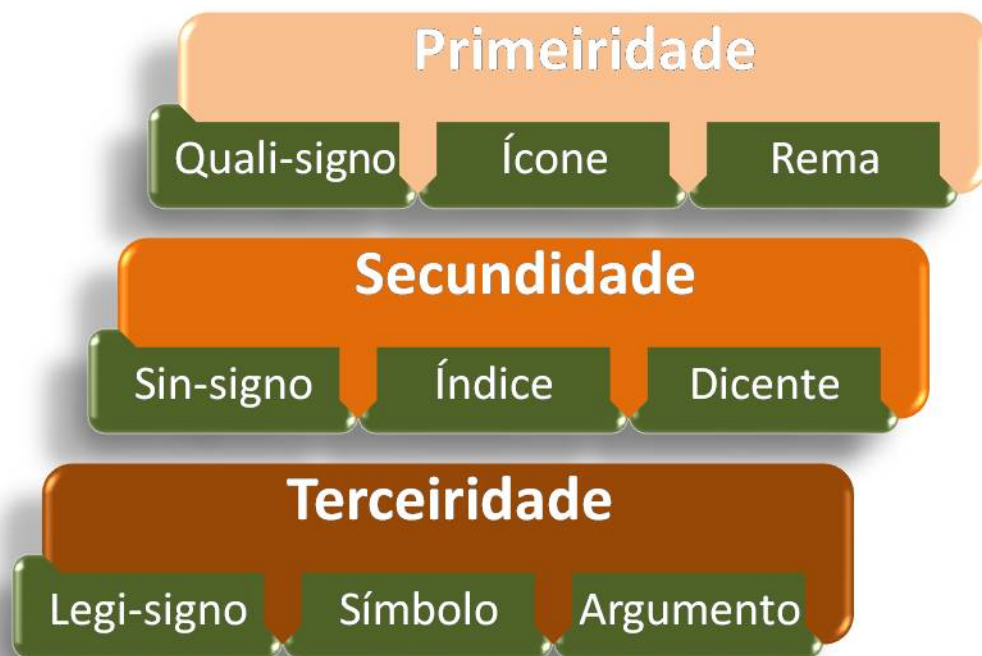 Primeiridade
Quali-signo Ícone Rema
Secundidade
Sin-signo Índice Dicente
Terceiridade
Legi-signo Símbolo Argumento